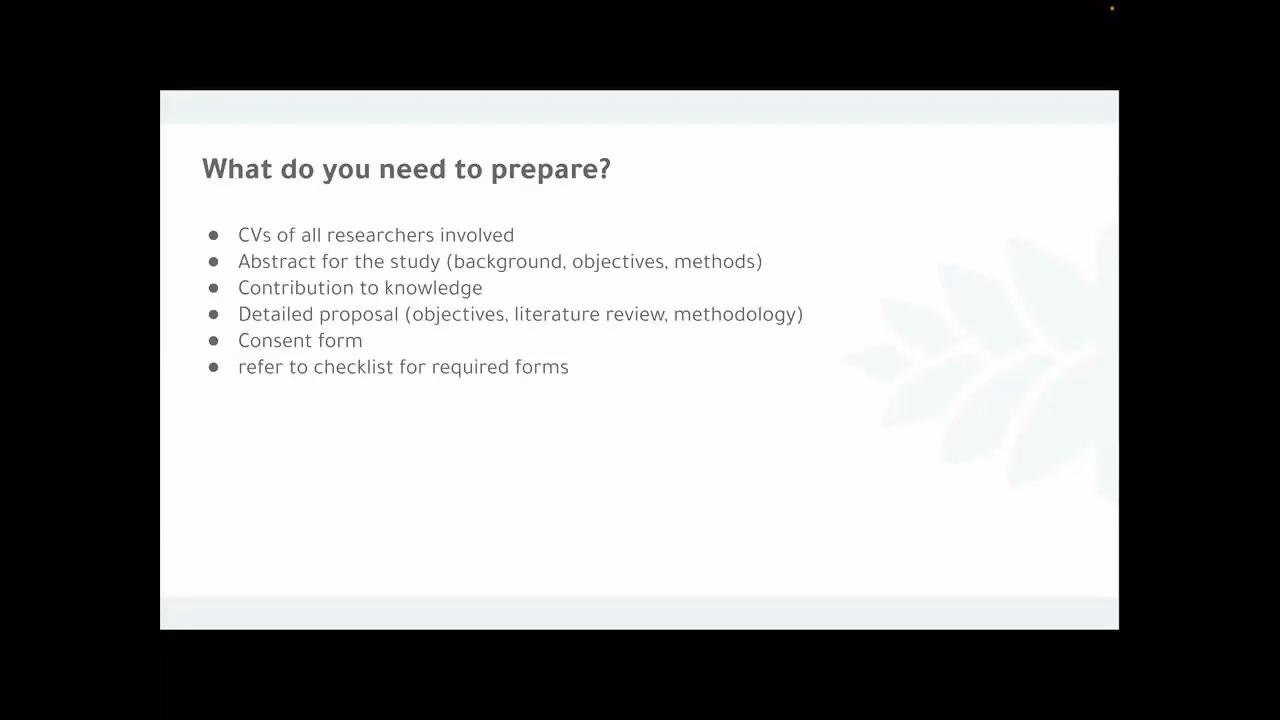 What do you need to prepare?
● CVs of all researchers involved
● Abstract for the study (background, objectives, methods)
● Contribution to knowledge
● Detailed proposal (objectives, literature review, methodology)
● Consent form
● refer to checklist for required forms